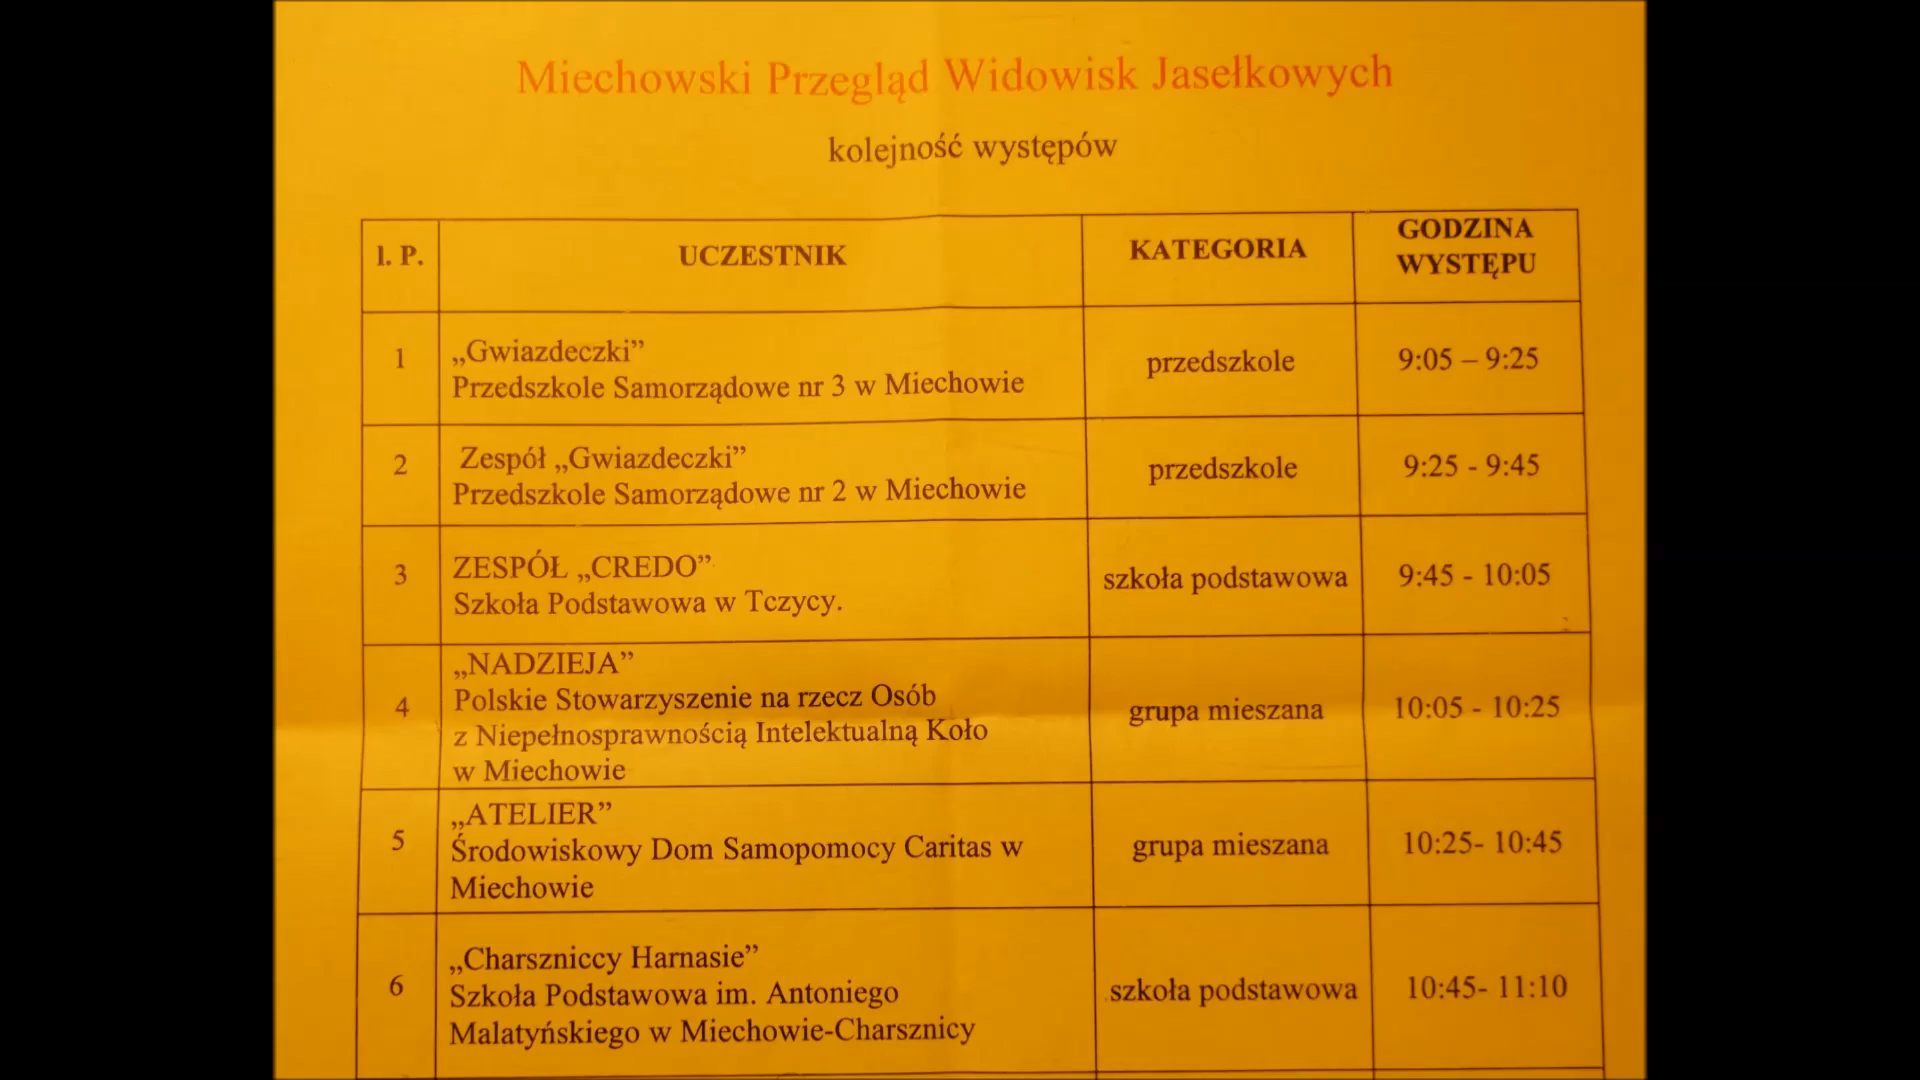 Miechowski Przegląd Widowisk Jasełkowych
kolejność występów
l. P.
UCZESTNIK
KATEGORIA
GODZINA
WYSTĘPU
1
„Gwiazdeczki”
Przedszkole Samorządowe nr 3 w Miechowie
przedszkole
9:05 – 9:25
2
Zespół „Gwiazdeczki”
Przedszkole Samorządowe nr 2 w Miechowie
przedszkole
9:25 - 9:45
3
ZESPÓŁ „CREDO”
Szkoła Podstawowa w Tczycy.
szkoła podstawowa
9:45 - 10:05
4
„NADZIEJA”
Polskie Stowarzyszenie na rzecz Osób
z Niepełnosprawnością Intelektualną Koło
w Miechowie
grupa mieszana
10:05 - 10:25
5
„ATELIER”
Środowiskowy Dom Samopomocy Caritas w
Miechowie
grupa mieszana
10:25- 10:45
6
„Charszniccy Harnasie”
Szkoła Podstawowa im. Antoniego
Malatyńskiego w Miechowie-Charsznicy
szkoła podstawowa
10:45- 11:10